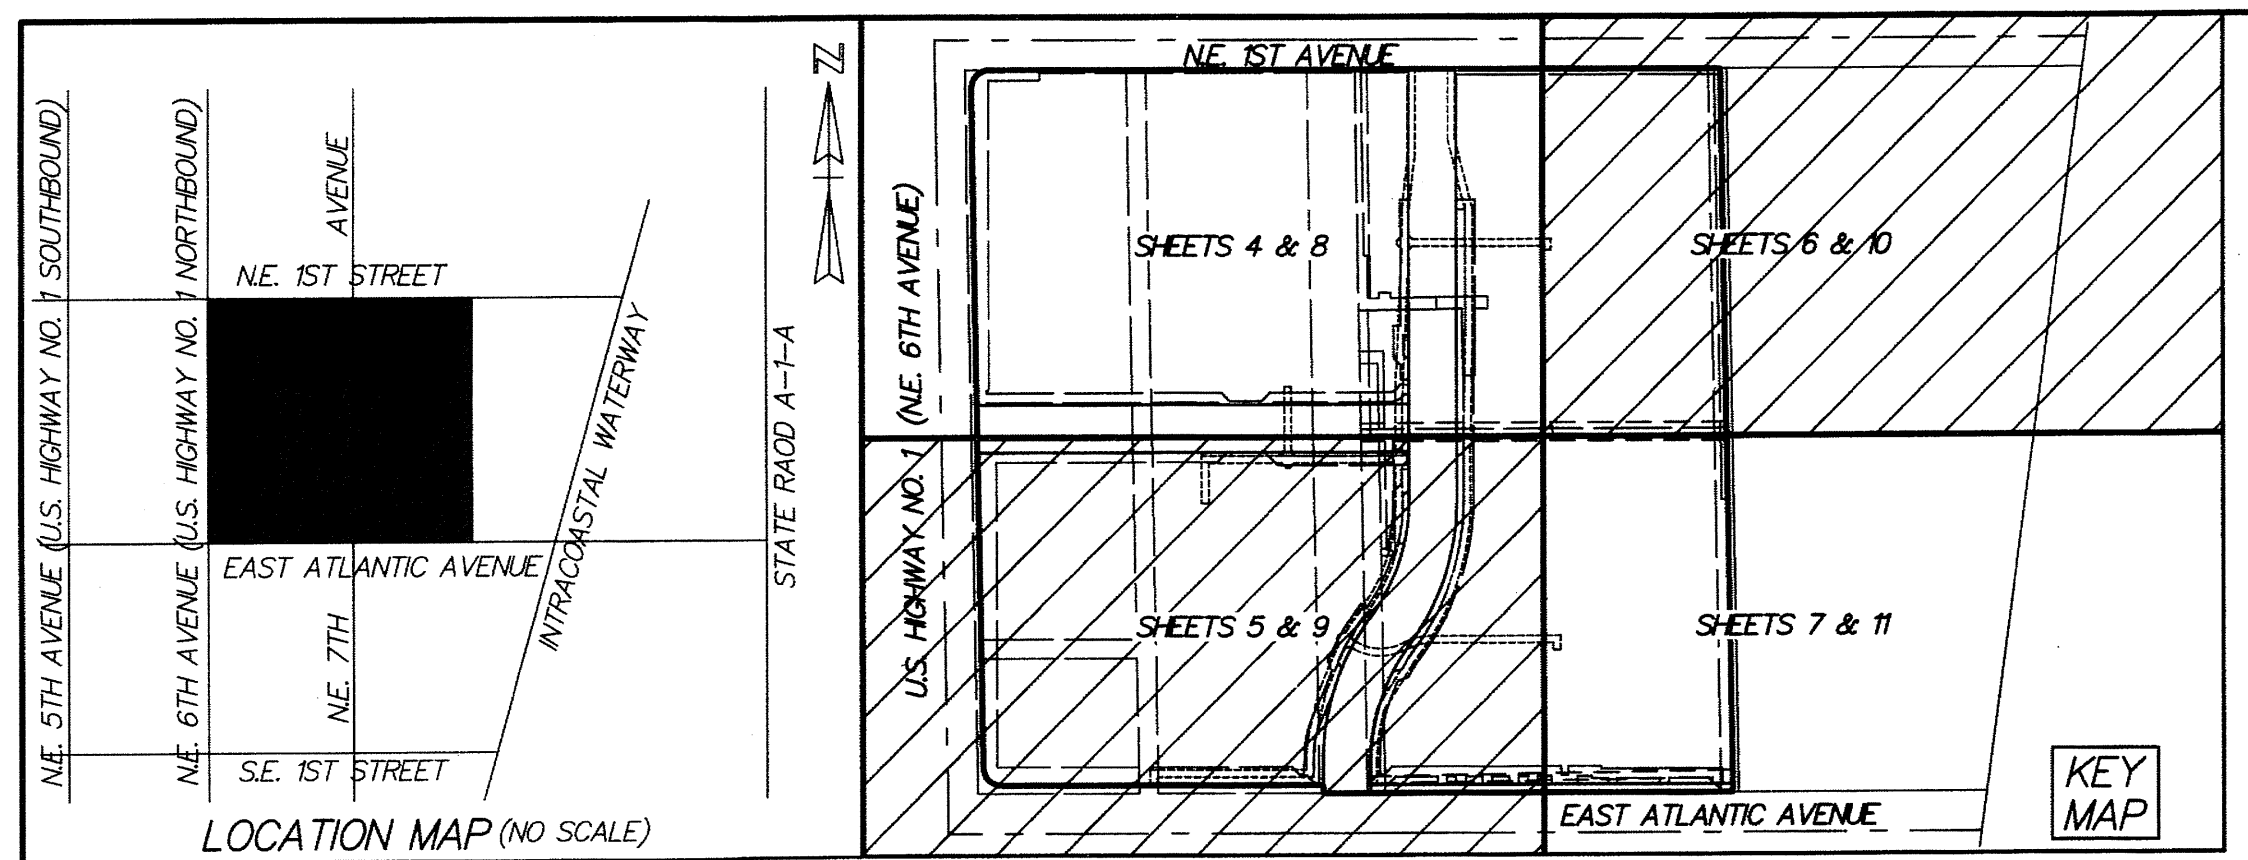 N.E. 5TH AVENUE (U.S. HIGHWAY NO. 1 SOUTHBOUND)
N.E. 6TH AVENUE (U.S. HIGHWAY NO. 1 NORTHBOUND)
N.E. 7TH
AVENUE
N.E. 1ST STREET
EAST ATLANTIC AVENUE
S.E. 1ST STREET
INTRACOASTAL WATERWAY
STATE RAOD A-1-A
N
LOCATION MAP (NO SCALE)
N.E. 1ST AVENUE
U.S. HIGHWAY NO. 1 (N.E. 6TH AVENUE)
SHEETS 4 & 8
SHEETS 6 & 10
SHEETS 5 & 9
SHEETS 7 & 11
EAST ATLANTIC AVENUE
KEY
MAP